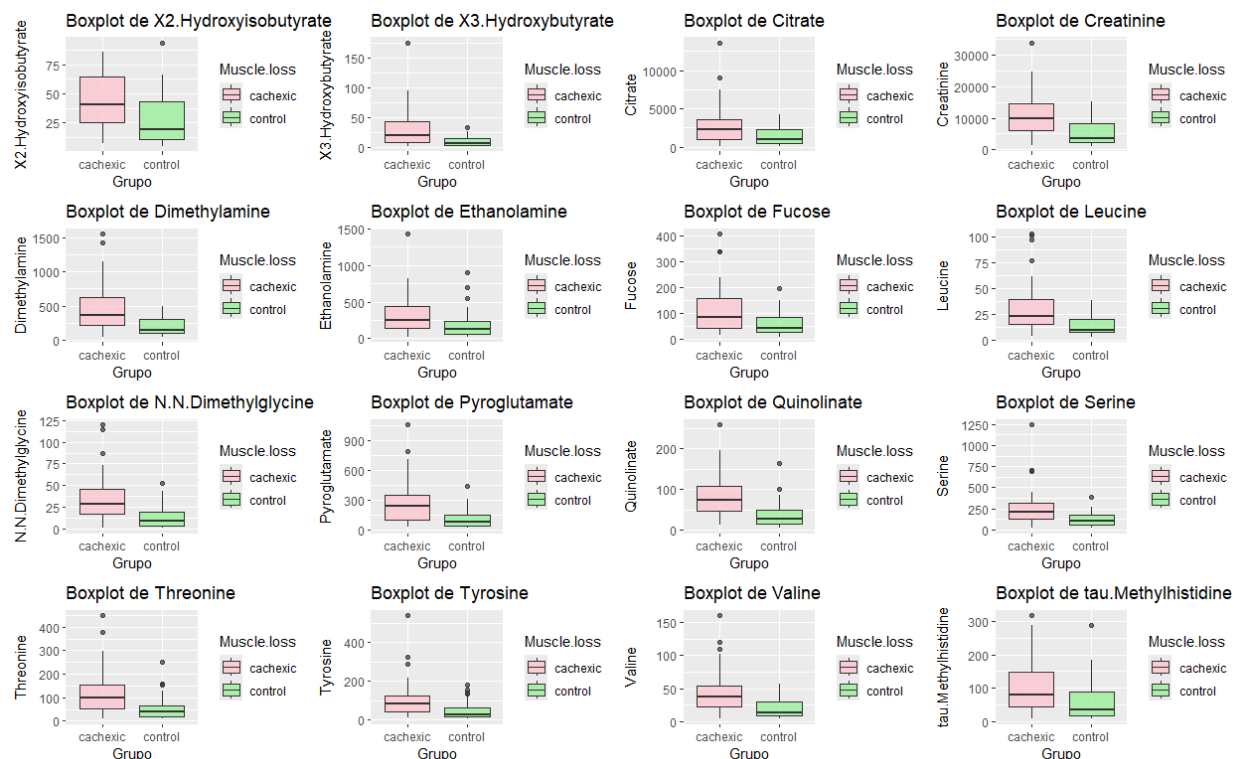 Boxplot de X2.Hydroxyisobutyrate
X2.Hydroxyisobutyrate
75
50
25
cachexic control
Grupo
Muscle.loss
cachexic
control
Boxplot de X3.Hydroxybutyrate
X3.Hydroxybutyrate
150
100
50
0
cachexic control
Grupo
Muscle.loss
cachexic
control
Boxplot de Citrate
Citrate
10000
5000
0
cachexic control
Grupo
Muscle.loss
cachexic
control
Boxplot de Creatinine
Creatinine
30000
20000
10000
0
cachexic control
Grupo
Muscle.loss
cachexic
control
Boxplot de Dimethylamine
Dimethylamine
1500
1000
500
0
cachexic control
Grupo
Muscle.loss
cachexic
control
Boxplot de Ethanolamine
Ethanolamine
1500
1000
500
0
cachexic control
Grupo
Muscle.loss
cachexic
control
Boxplot de Fucose
Fucose
400
300
200
100
0
cachexic control
Grupo
Muscle.loss
cachexic
control
Boxplot de Leucine
Leucine
100
75
50
25
0
cachexic control
Grupo
Muscle.loss
cachexic
control
Boxplot de N.N.Dimethylglycine
N.N.Dimethylglycine
125
100
75
50
25
0
cachexic control
Grupo
Muscle.loss
cachexic
control
Boxplot de Pyroglutamate
Pyroglutamate
900
600
300
0
cachexic control
Grupo
Muscle.loss
cachexic
control
Boxplot de Quinolinate
Quinolinate
200
100
0
cachexic control
Grupo
Muscle.loss
cachexic
control
Boxplot de Serine
Serine
1250
1000
750
500
250
0
cachexic control
Grupo
Muscle.loss
cachexic
control
Boxplot de Threonine
Threonine
400
300
200
100
0
cachexic control
Grupo
Muscle.loss
cachexic
control
Boxplot de Tyrosine
Tyrosine
400
200
0
cachexic control
Grupo
Muscle.loss
cachexic
control
Boxplot de Valine
Valine
150
100
50
0
cachexic control
Grupo
Muscle.loss
cachexic
control
Boxplot de tau.Methylhistidine
tau.Methylhistidine
300
200
100
0
cachexic control
Grupo
Muscle.loss
cachexic
control